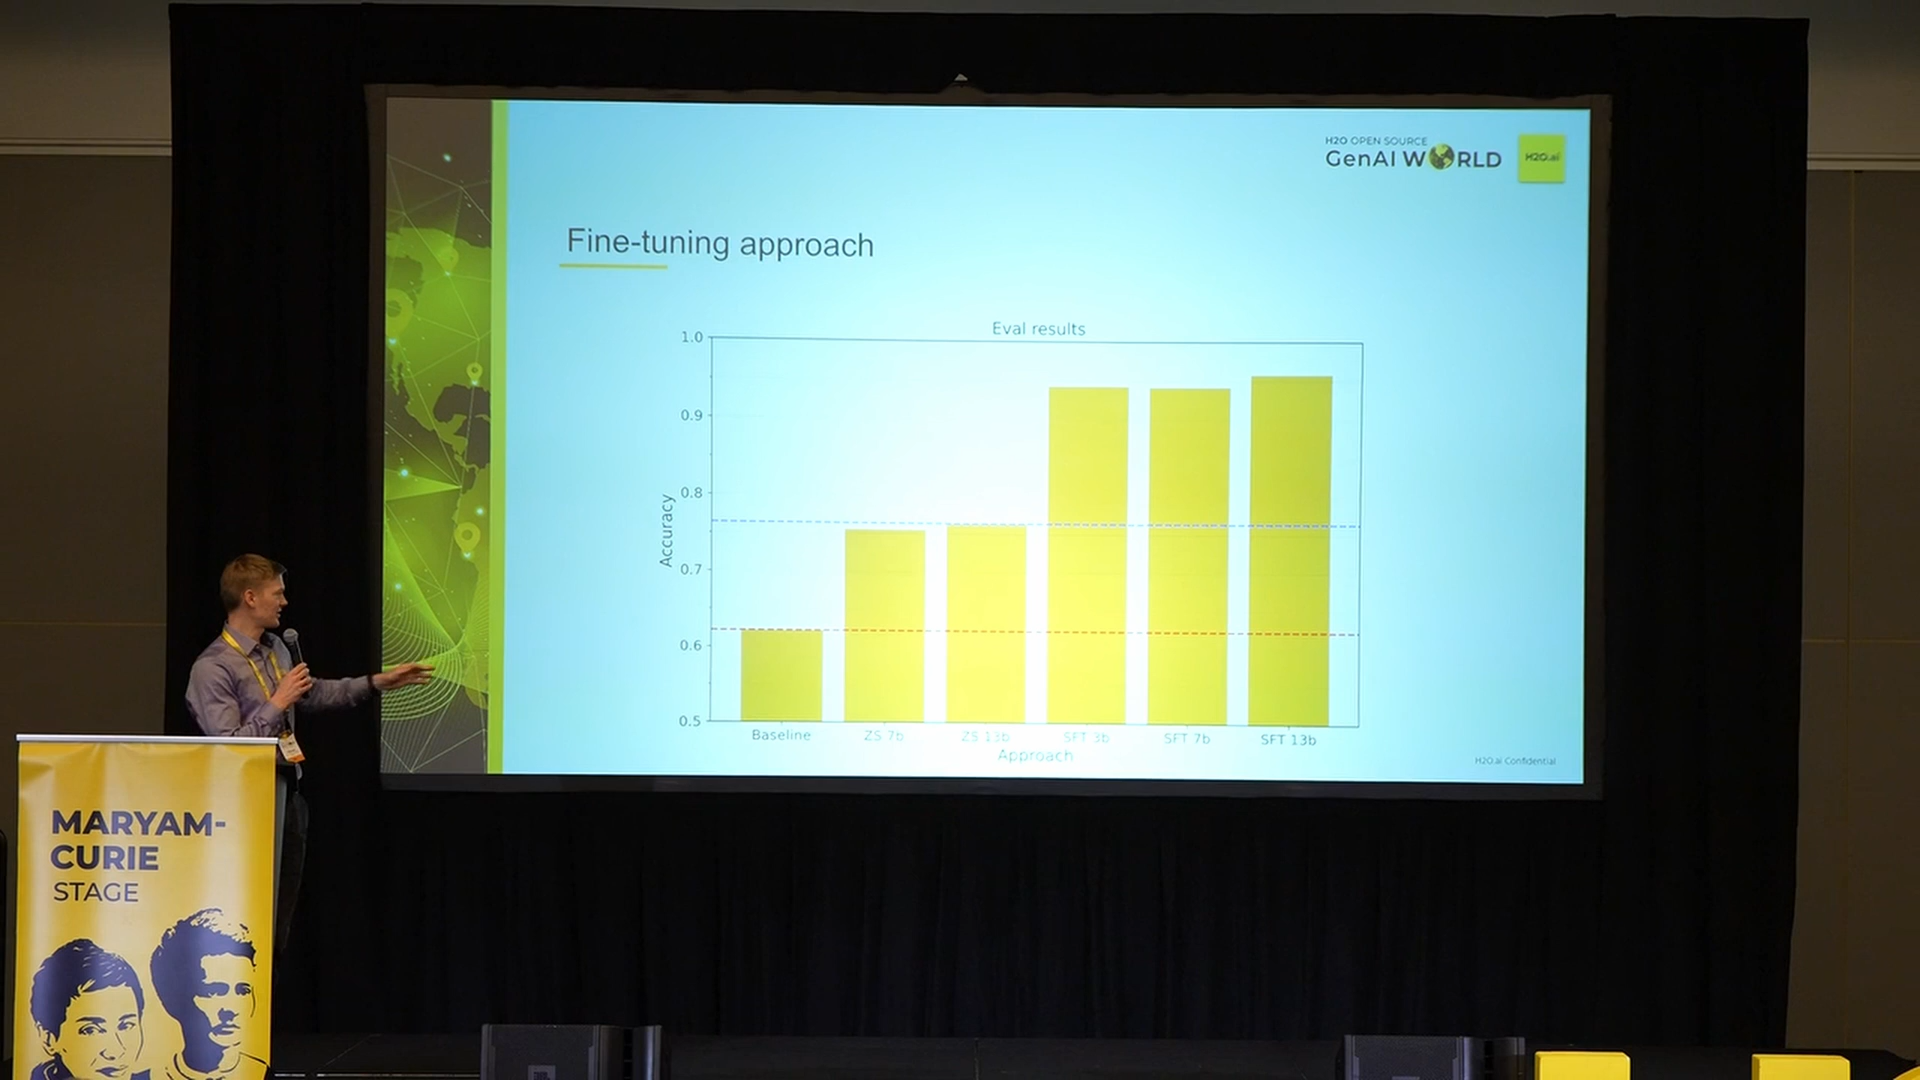 H2O OPEN SOURCE
GenAI WORLD
H2O.ai
Fine-tuning approach
Eval results
1.0
0.9
0.8
0.7
0.6
0.5
Accuracy
Baseline ZS 7b ZS 13b SFT 3b SFT 7b SFT 13b
Approach
H2O.ai Confidential
MARYAM-
CURIE
STAGE